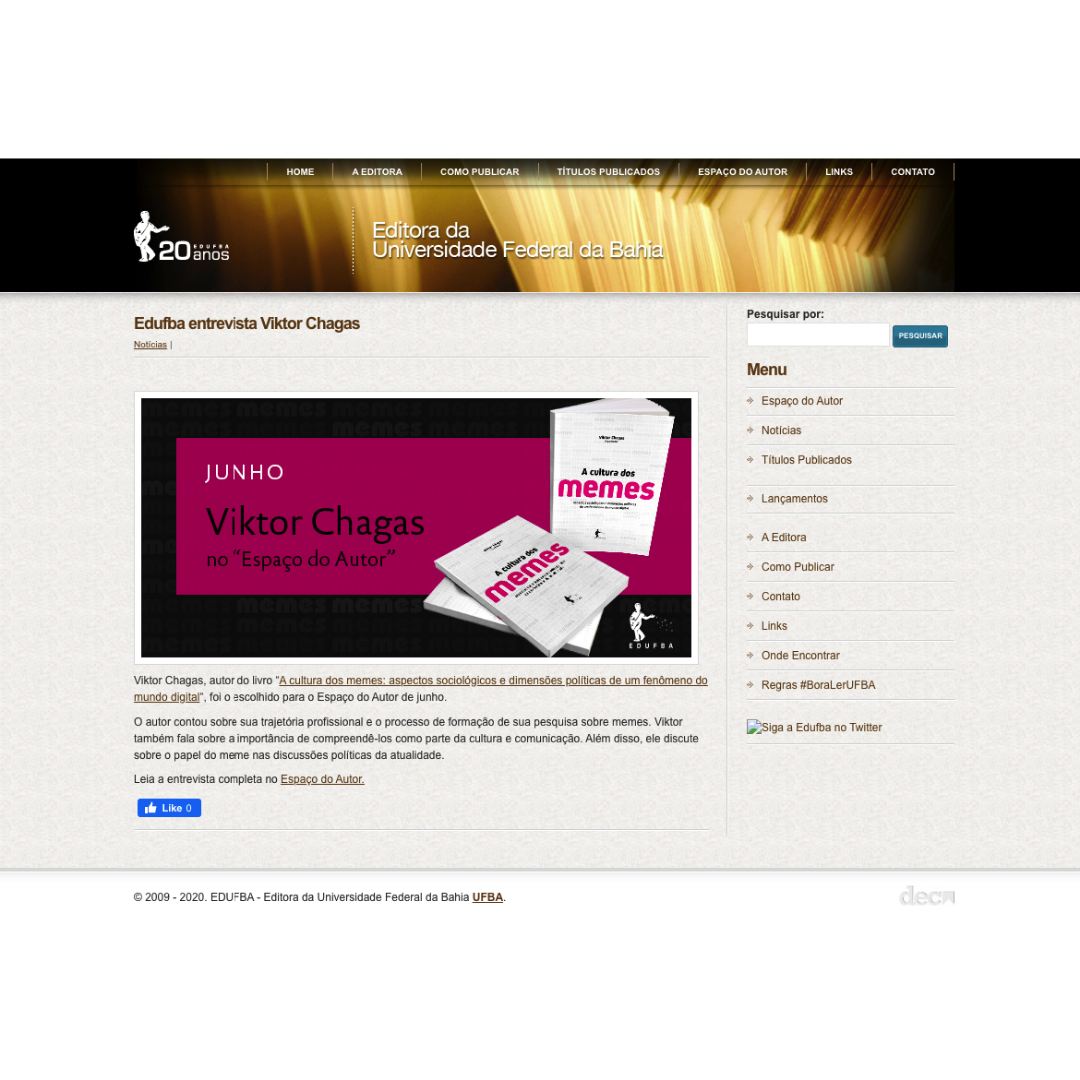 HOME
A EDITORA
COMO PUBLICAR
TÍTULOS PUBLICADOS
ESPAÇO DO AUTOR
LINKS
CONTATO
EDUFBA
20 anos
Editora da
Universidade Federal da Bahia
Edufba entrevista Viktor Chagas
Notícias |
JUNHO
Viktor Chagas
no “Espaço do Autor”
Viktor Chagas
A cultura dos
memes
A cultura dos
memes
EDUFBA
Viktor Chagas, autor do livro “A cultura dos memes: aspectos sociológicos e dimensões políticas de um fenômeno do
mundo digital“, foi o escolhido para o Espaço do Autor de junho.
O autor contou sobre sua trajetória profissional e o processo de formação de sua pesquisa sobre memes. Viktor
também fala sobre a importância de compreendê-los como parte da cultura e comunicação. Além disso, ele discute
sobre o papel do meme nas discussões políticas da atualidade.
Leia a entrevista completa no Espaço do Autor.
Like 0
Pesquisar por:
PESQUISAR
Menu
Espaço do Autor
Notícias
Títulos Publicados
Lançamentos
A Editora
Como Publicar
Contato
Links
Onde Encontrar
Regras #BoraLerUFBA
Siga a Edufba no Twitter
© 2009 - 2020. EDUFBA - Editora da Universidade Federal da Bahia UFBA.